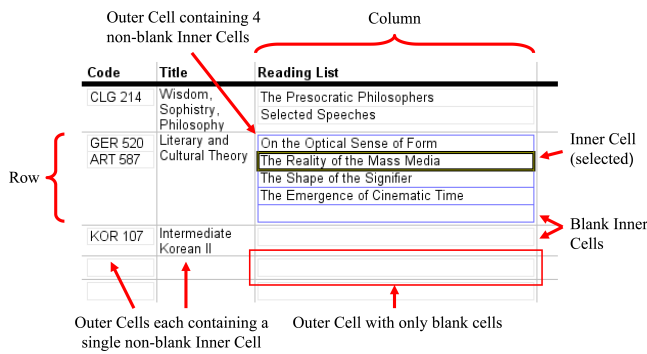 Outer Cell containing 4
non-blank Inner Cells
Column
Code Title Reading List
CLG 214
Wisdom,
Sophistry,
Philosophy
The Presocratic Philosophers
Selected Speeches
Row
GER 520
ART 587
Literary and
Cultural Theory
On the Optical Sense of Form
The Reality of the Mass Media
The Shape of the Signifier
The Emergence of Cinematic Time
Inner Cell
(selected)
KOR 107
Intermediate
Korean II
Blank Inner
Cells
Outer Cells each containing a
single non-blank Inner Cell
Outer Cell with only blank cells